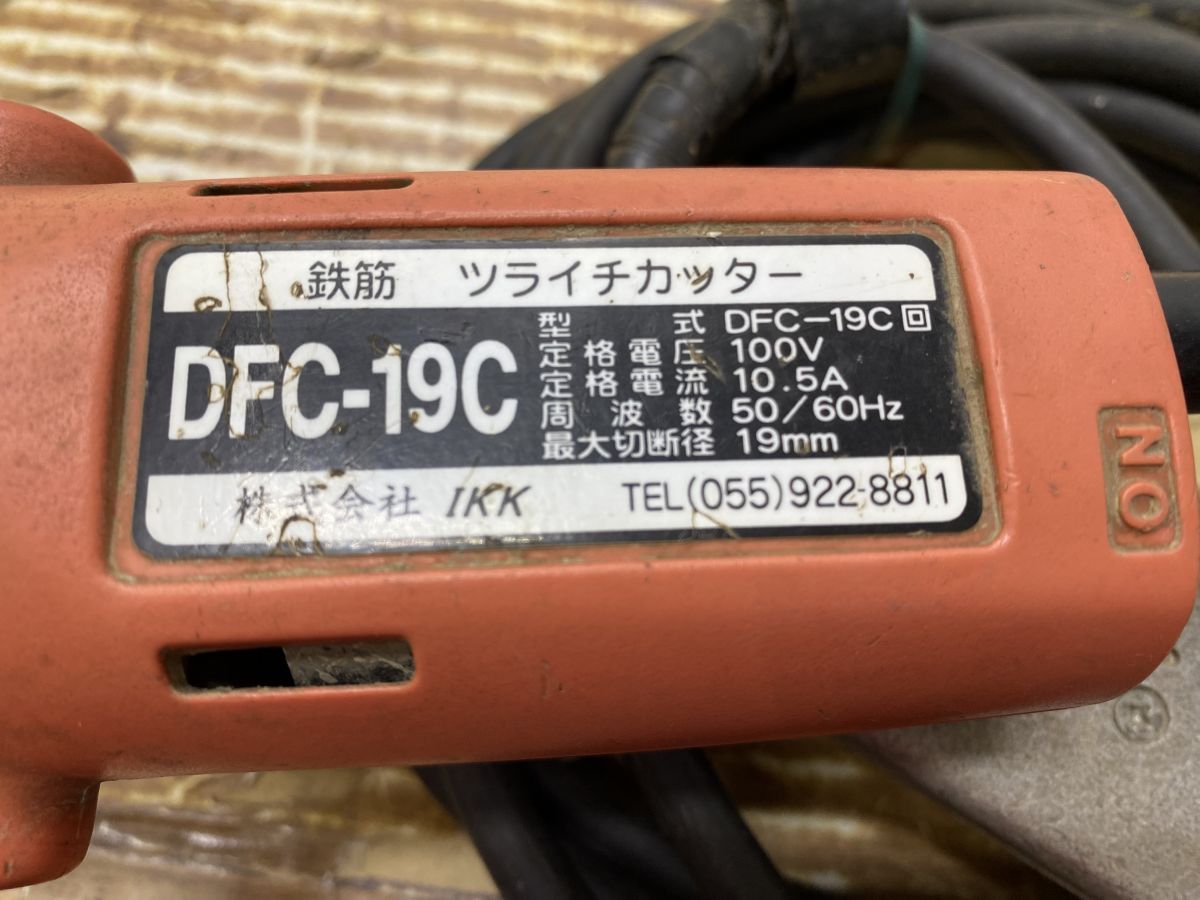 鉄筋 ツライチカッター
DFC-19C
型式 DFC-19C
定格電圧 100V
定格電流 10.5A
周波数 50/60Hz
最大切断径 19mm
株式会社 IKK TEL(055)922-8811
NO